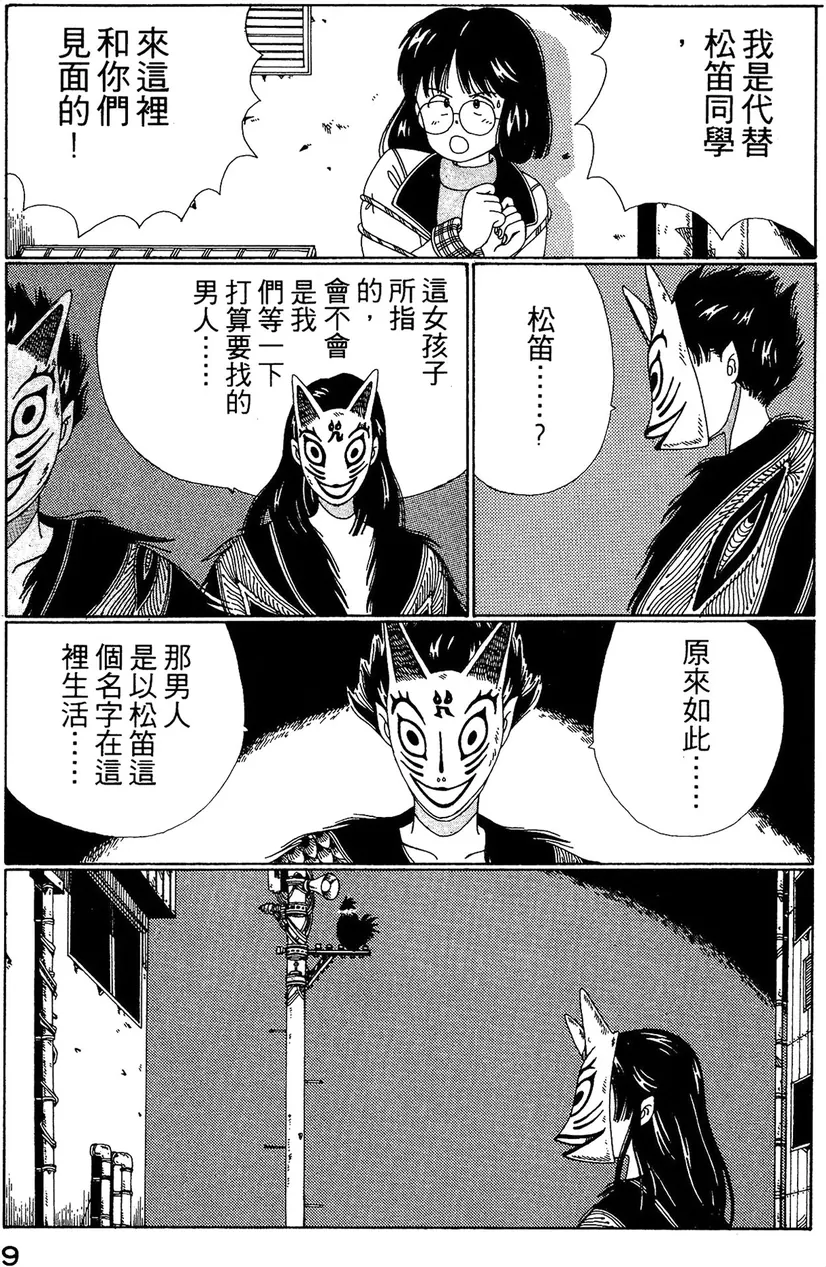 我是代替
松笛同學
，
來這裡
和你們
見面的！
松笛……？
這女孩子
所指
的，
會不會
是我
們等一下
打算要找的
男人……
咒
原來如此……
那男人
是以松笛這
個名字在這
裡生活……
咒
9